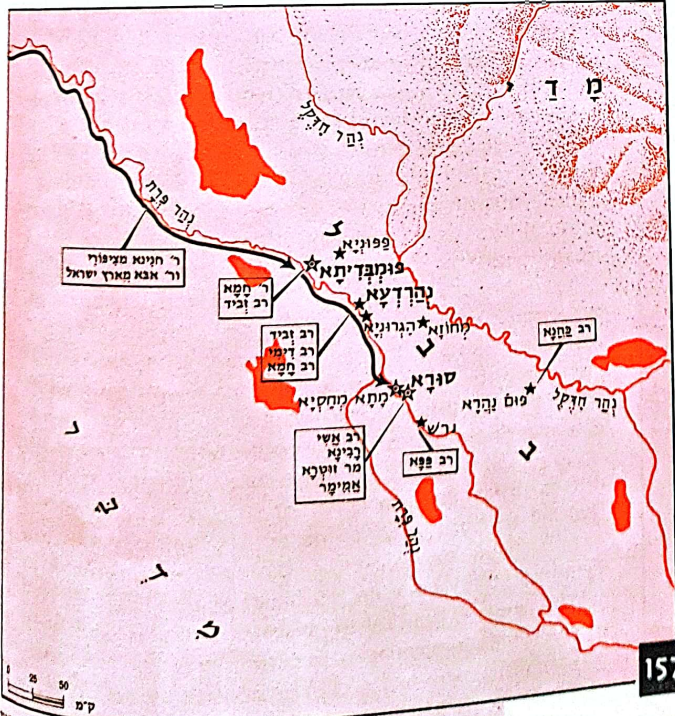 מָ דַ י
נְהַר חִדֶּקֶל
נְהַר פְּרָת
ר' חנינא מציפורי
ור' אבא מארץ ישראל
פַּפּוּנְיָא
פּוּמְבְּדִיתָא
ר' חָמָא
רב זְבִיד
נְהַרְדְּעָא
הַגְרוּנְיָא
מְחוֹזָא
רב זְבִיד
רב דִּימִי
רב חָמָא
רב כַּהֲנָא
סוּרָא
מָתָא מְחַסְיָא
פּוּם נַהֲרָא
נְהַר חִדֶּקֶל
נרש
רב אַשִׁי
רָבִינָא
מר זוּטְרָא
אַמֵימָר
רב פַּפָּא
נְהַר פְּרָת
ב ב ל
מ ד ב ר
0 25 50
ק"מ
157